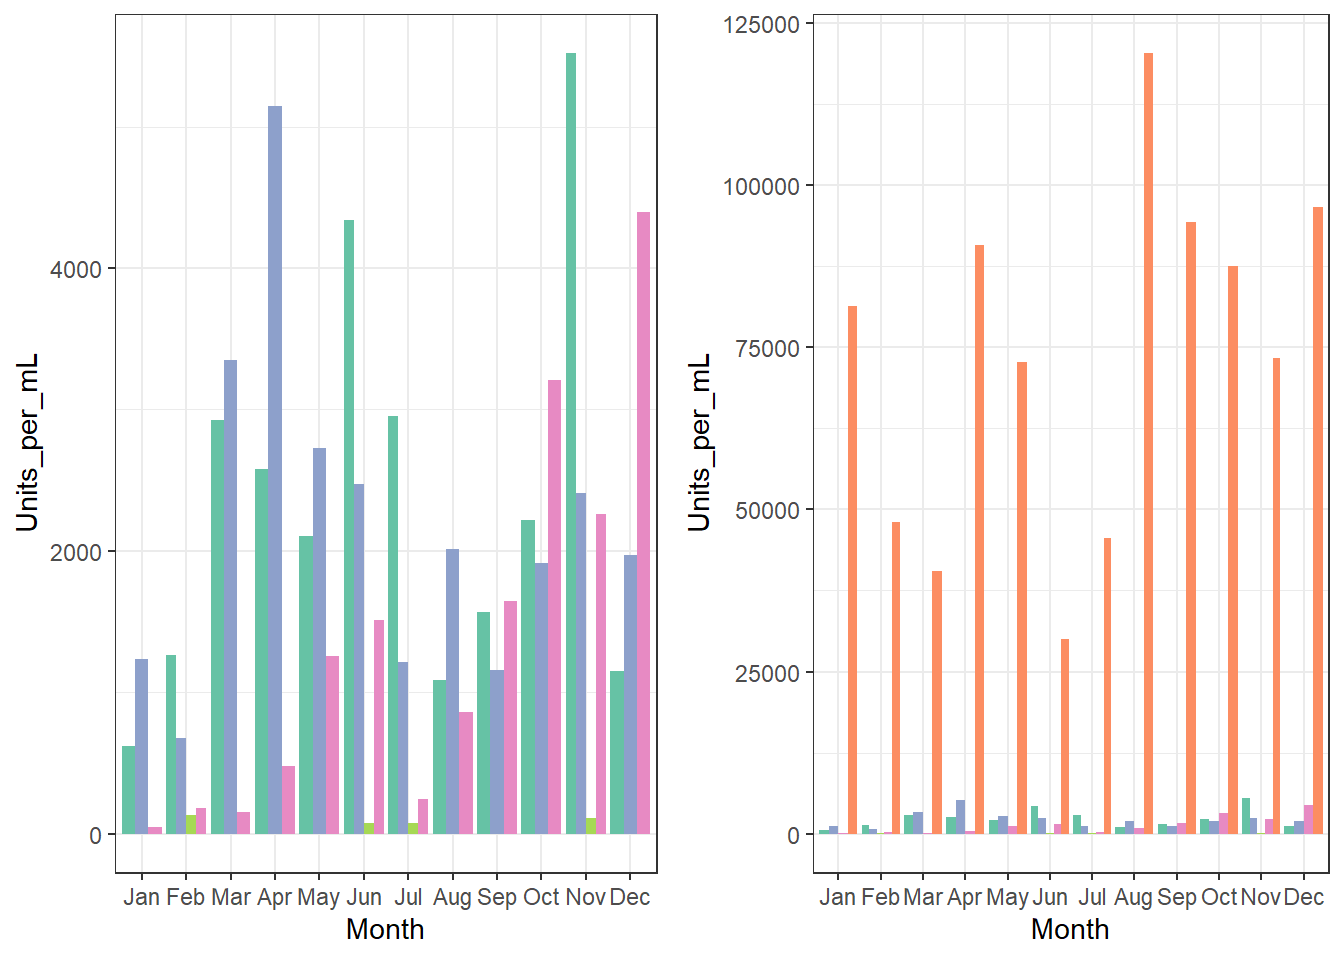 Units_per_mL
4000
2000
0
Jan Feb Mar Apr May Jun Jul Aug Sep Oct Nov Dec
Month
Units_per_mL
125000
100000
75000
50000
25000
0
Jan Feb Mar Apr May Jun Jul Aug Sep Oct Nov Dec
Month